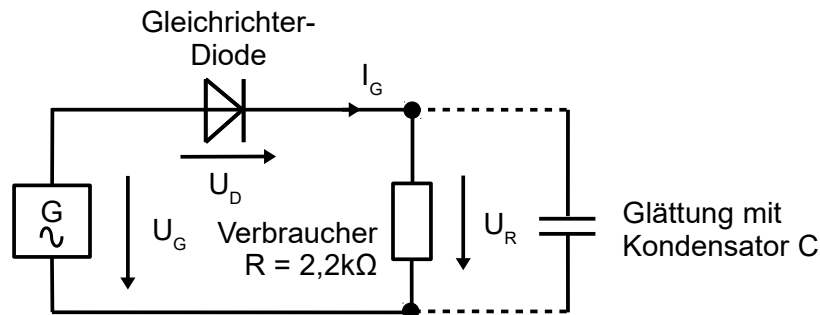 Gleichrichter-
Diode
I_G
U_D
G
U_G
Verbraucher
R = 2,2kΩ
U_R
Glättung mit
Kondensator C